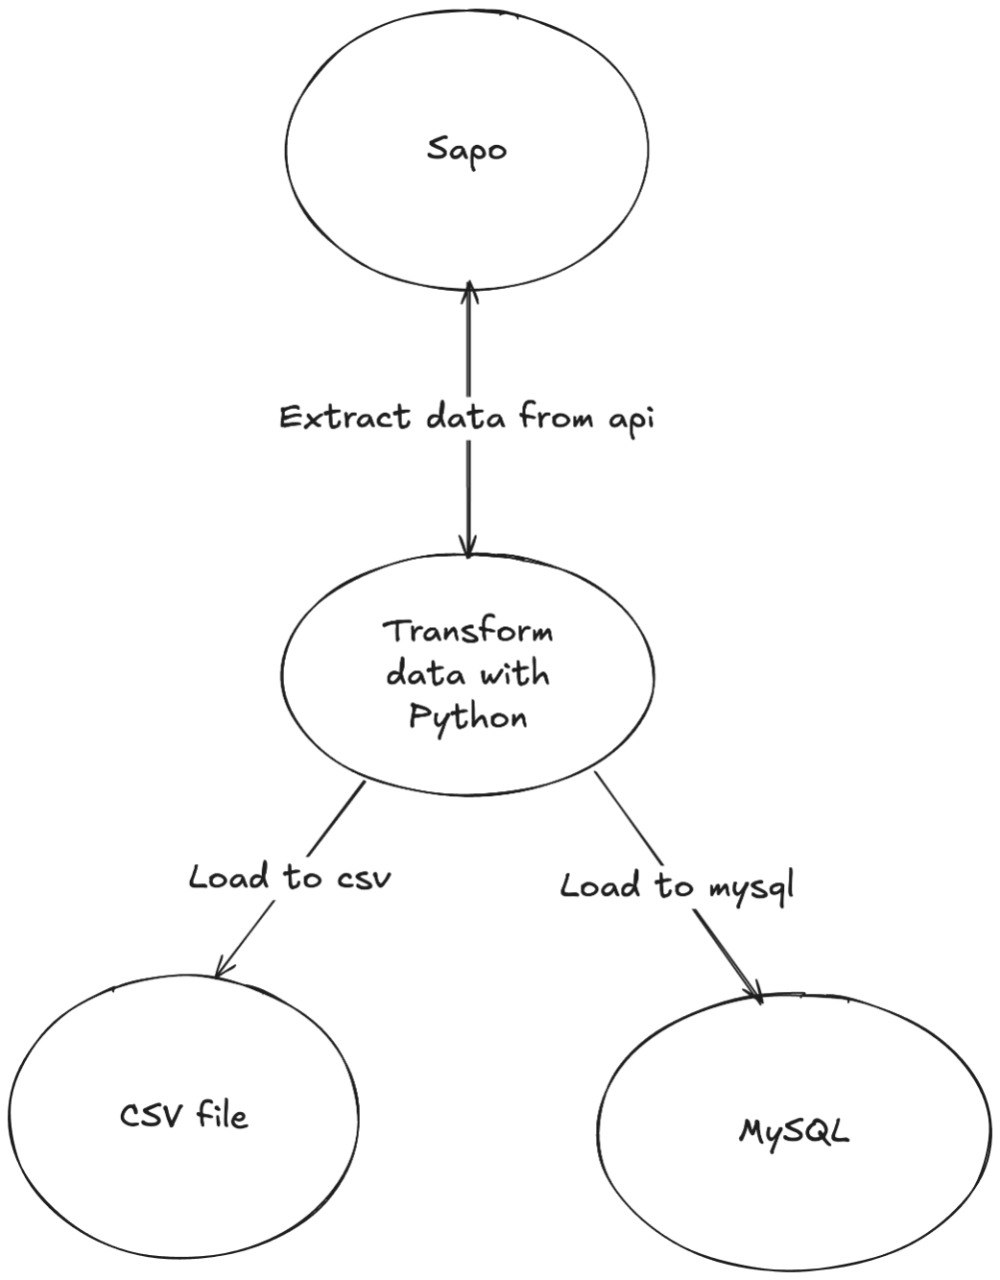 Sapo
Extract data from api
Transform
data with
Python
Load to csv
Load to mysql
CSV file
MySQL